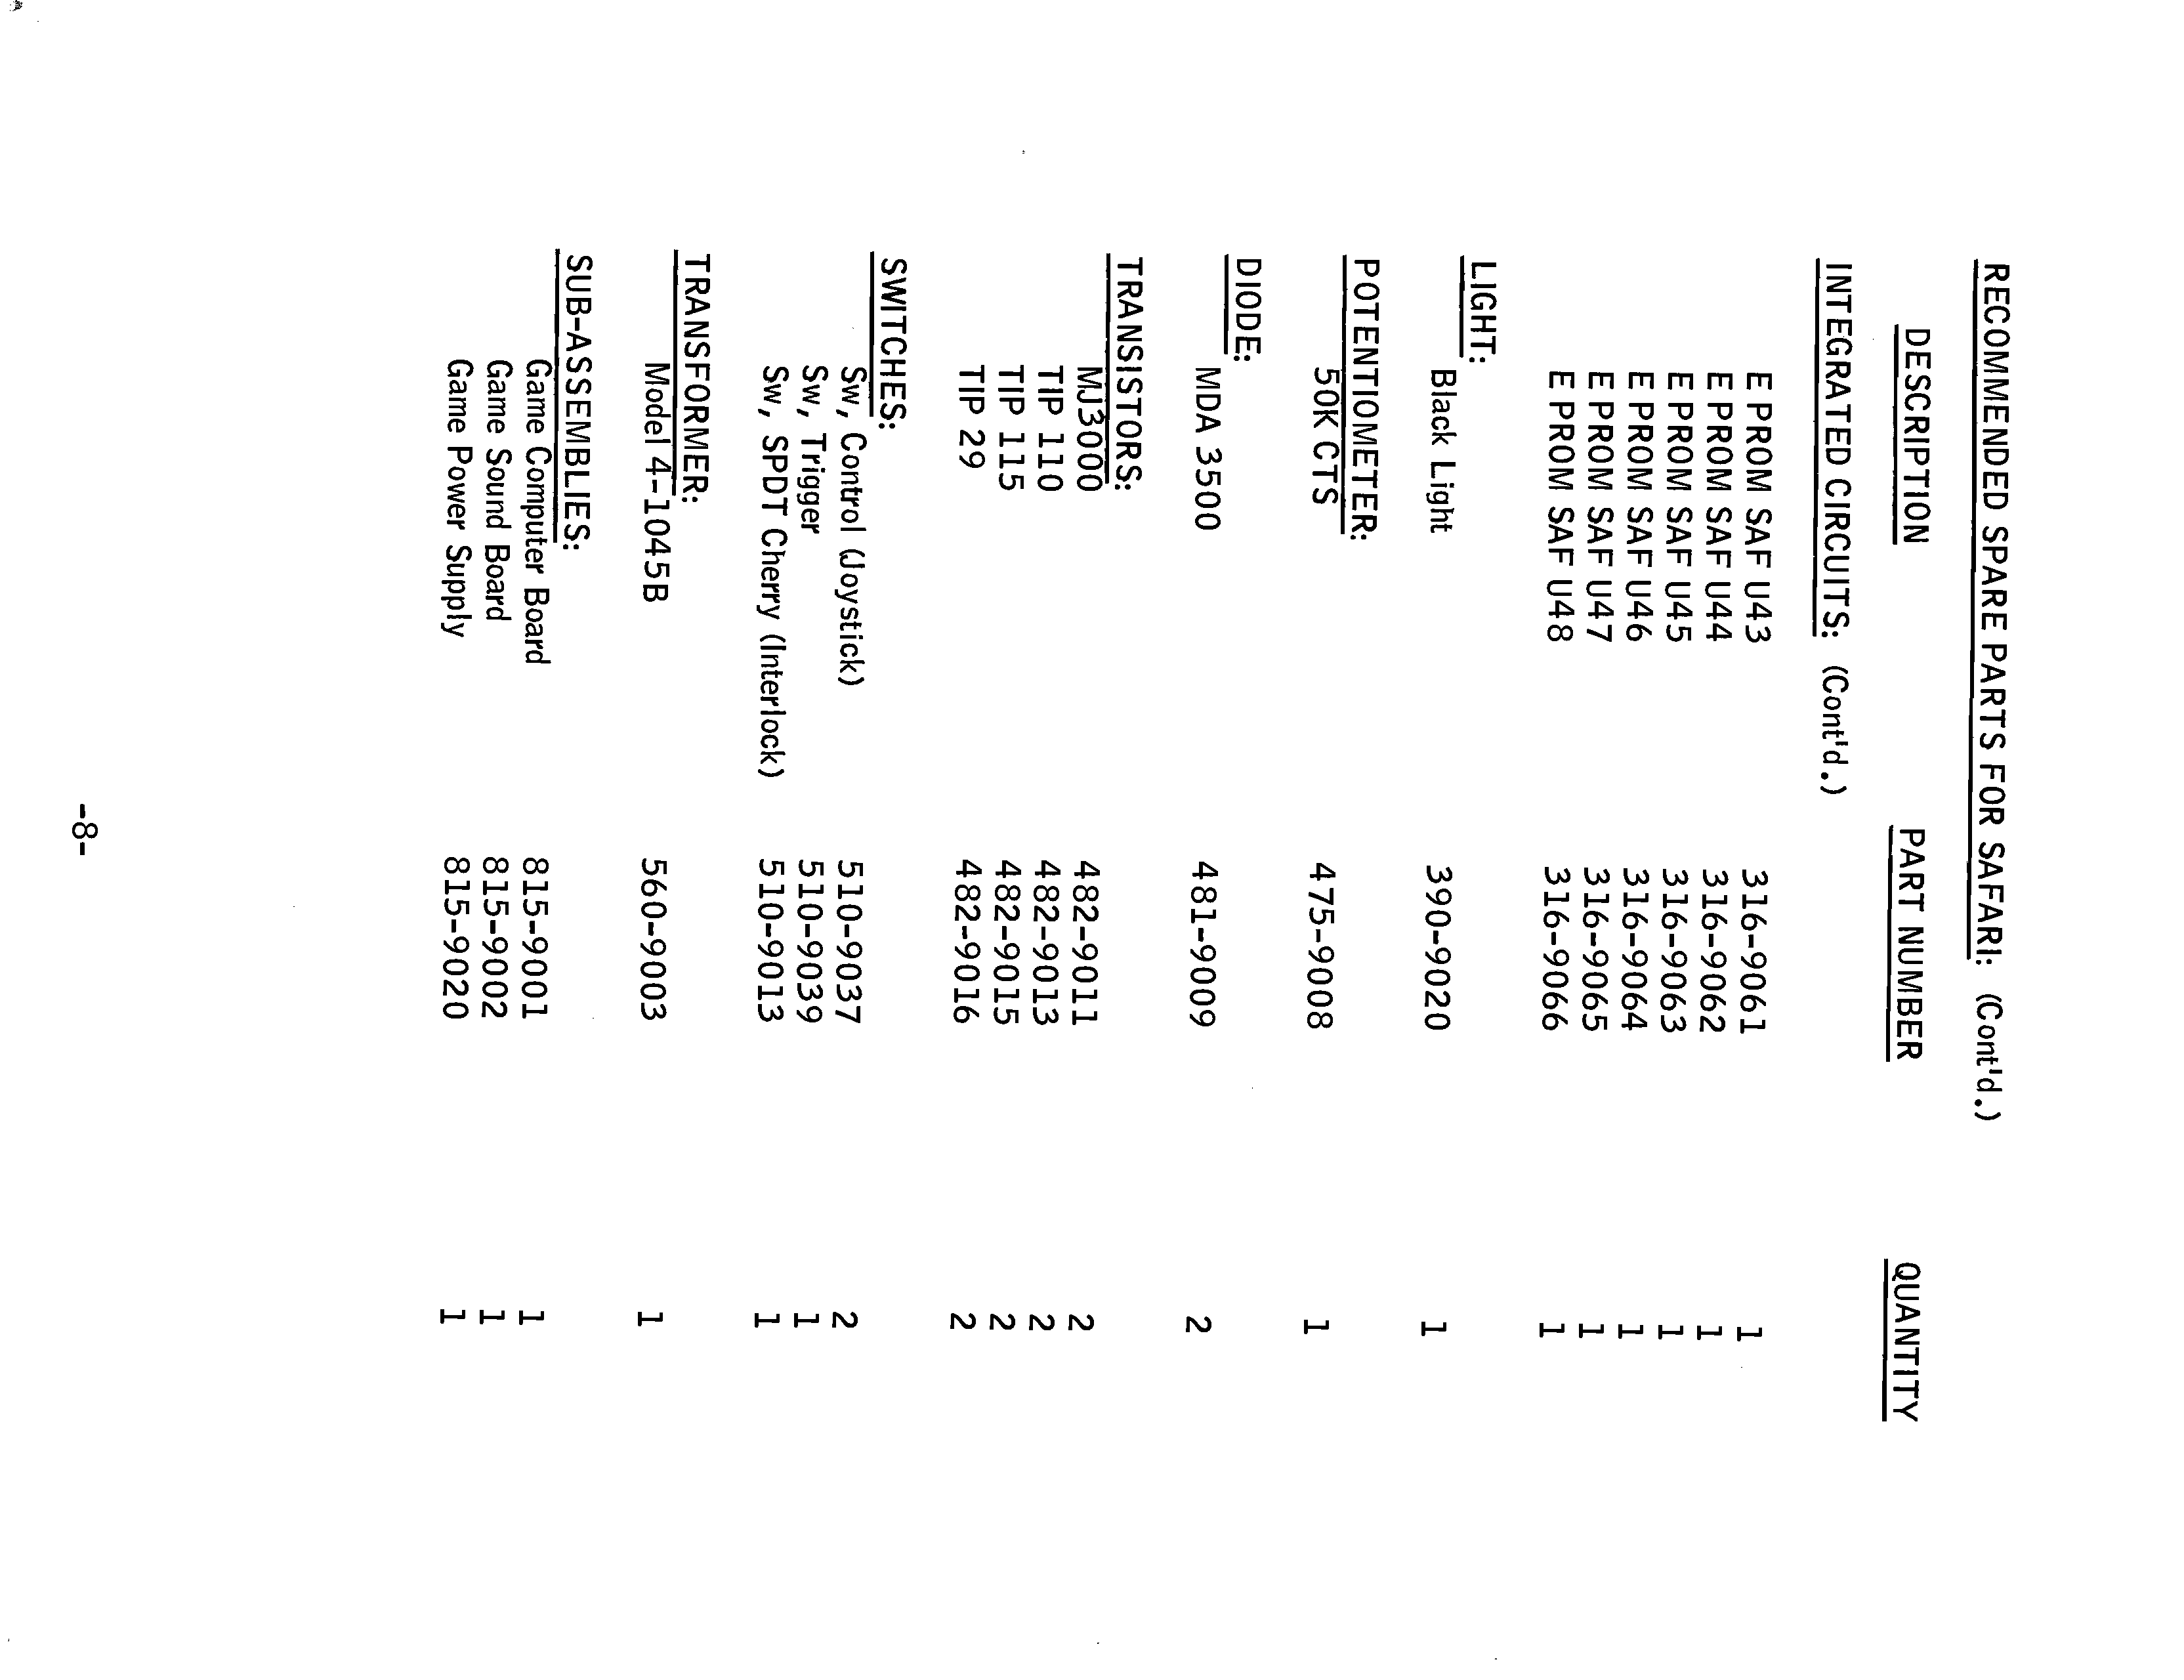 RECOMMENDED SPARE PARTS FOR SAFARI: (Cont'd.)
DESCRIPTION PART NUMBER QUANTITY
INTEGRATED CIRCUITS: (Cont'd.)
E PROM SAF U43 316-9061 1
E PROM SAF U44 316-9062 1
E PROM SAF U45 316-9063 1
E PROM SAF U46 316-9064 1
E PROM SAF U47 316-9065 1
E PROM SAF U48 316-9066 1
LIGHT:
Black Light 390-9020 1
POTENTIOMETER:
50K CTS 475-9008 1
DIODE:
MDA 3500 481-9009 2
TRANSISTORS:
MJ3000 482-9011 2
TIP 110 482-9013 2
TIP 115 482-9015 2
TIP 29 482-9016 2
SWITCHES:
Sw, Control (Joystick) 510-9037 2
Sw, Trigger 510-9039 1
Sw, SPDT Cherry (Interlock) 510-9013 1
TRANSFORMER:
Model 4-1045B 560-9003 1
SUB-ASSEMBLIES:
Game Computer Board 815-9001 1
Game Sound Board 815-9002 1
Game Power Supply 815-9020 1
-8-